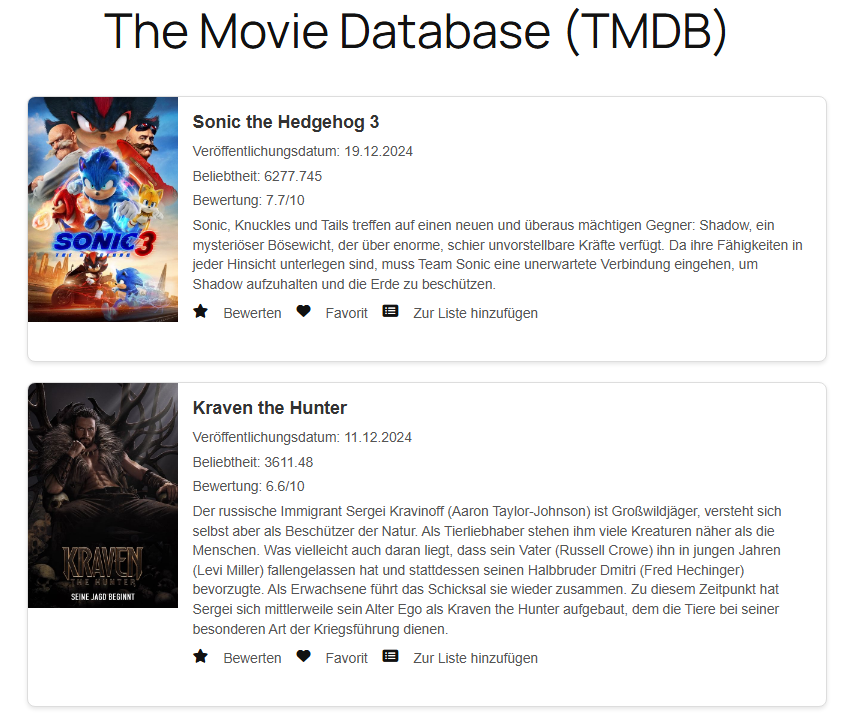 The Movie Database (TMDB)
Sonic the Hedgehog 3
Veröffentlichungsdatum: 19.12.2024
Beliebtheit: 6277.745
Bewertung: 7.7/10
Sonic, Knuckles und Tails treffen auf einen neuen und überaus mächtigen Gegner: Shadow, ein
mysteriöser Bösewicht, der über enorme, schier unvorstellbare Kräfte verfügt. Da ihre Fähigkeiten in
jeder Hinsicht unterlegen sind, muss Team Sonic eine unerwartete Verbindung eingehen, um
Shadow aufzuhalten und die Erde zu beschützen.
Bewerten Favorit Zur Liste hinzufügen
SONIC 3
THE HEDGEHOG
Kraven the Hunter
Veröffentlichungsdatum: 11.12.2024
Beliebtheit: 3611.48
Bewertung: 6.6/10
Der russische Immigrant Sergei Kravinoff (Aaron Taylor-Johnson) ist Großwildjäger, versteht sich
selbst aber als Beschützer der Natur. Als Tierliebhaber stehen ihm viele Kreaturen näher als die
Menschen. Was vielleicht auch daran liegt, dass sein Vater (Russell Crowe) ihn in jungen Jahren
(Levi Miller) fallengelassen hat und stattdessen seinen Halbbruder Dmitri (Fred Hechinger)
bevorzugte. Als Erwachsene führt das Schicksal sie wieder zusammen. Zu diesem Zeitpunkt hat
Sergei sich mittlerweile sein Alter Ego als Kraven the Hunter aufgebaut, dem die Tiere bei seiner
besonderen Art der Kriegsführung dienen.
Bewerten Favorit Zur Liste hinzufügen
KRAVEN
THE HUNTER
SEINE JAGD BEGINNT